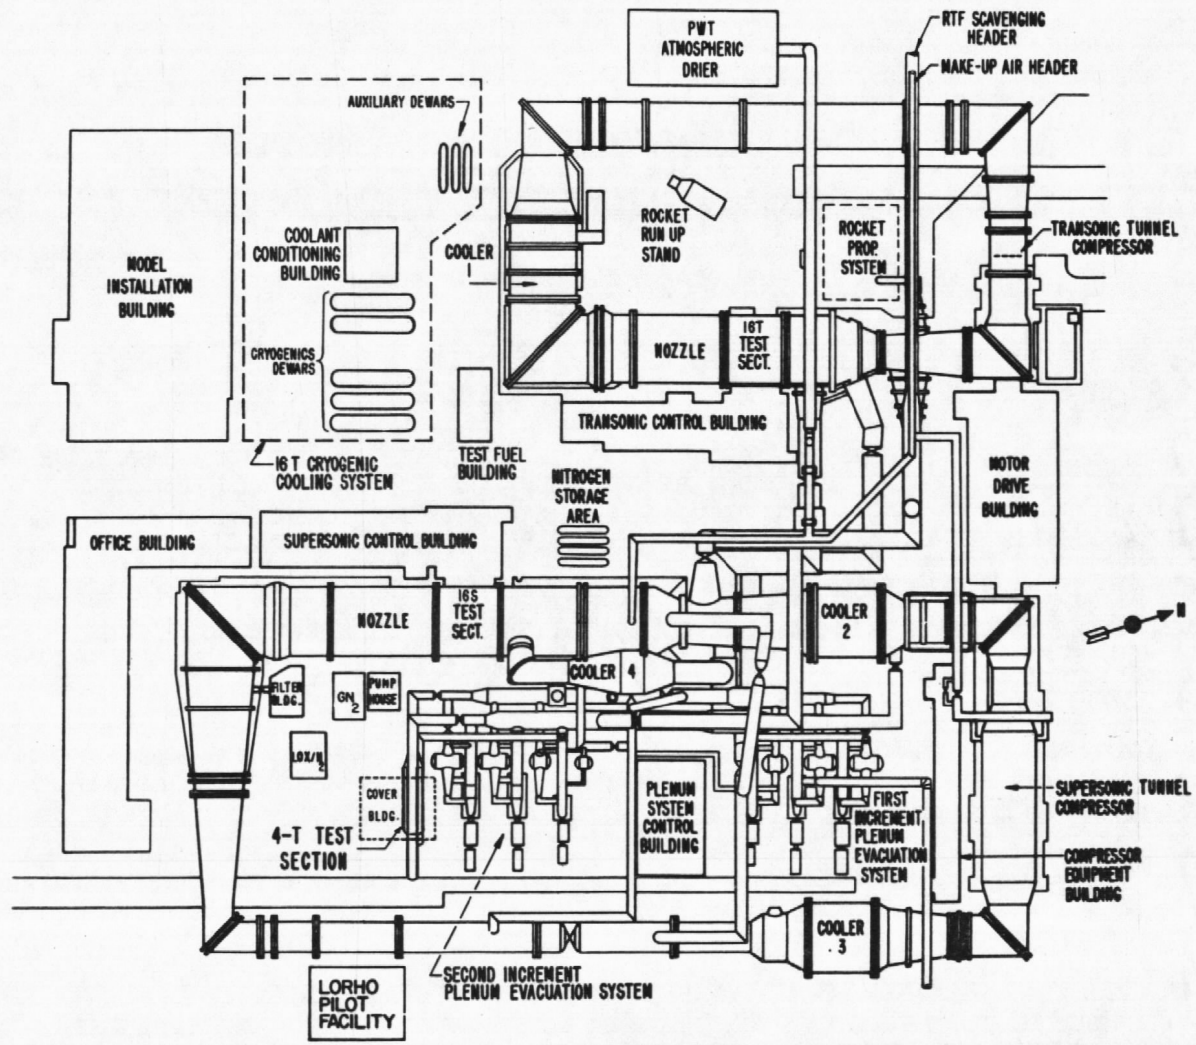 PWT
ATMOSPHERIC
DRIER
RTF SCAVENGING
HEADER
MAKE-UP AIR HEADER
AUXILIARY DEWARS
MODEL
INSTALLATION
BUILDING
COOLANT
CONDITIONING
BUILDING
COOLER
ROCKET
RUN UP
STAND
ROCKET
PROP.
SYSTEM
TRANSONIC TUNNEL
COMPRESSOR
CRYOGENICS
DEWARS
NOZZLE
16T
TEST
SECT.
TRANSONIC CONTROL BUILDING
16T CRYOGENIC
COOLING SYSTEM
TEST FUEL
BUILDING
NITROGEN
STORAGE
AREA
MOTOR
DRIVE
BUILDING
OFFICE BUILDING
SUPERSONIC CONTROL BUILDING
NOZZLE
16S
TEST
SECT.
COOLER
2
N
COOLER 4
FILTER
BLDG.
GN2
PUMP
HOUSE
LOX/N2
COVER
BLDG.
4-T TEST
SECTION
PLENUM
SYSTEM
CONTROL
BUILDING
FIRST
INCREMENT,
PLENUM
EVACUATION
SYSTEM
SUPERSONIC TUNNEL
COMPRESSOR
COMPRESSOR
EQUIPMENT
BUILDING
COOLER
3
SECOND INCREMENT
PLENUM EVACUATION SYSTEM
LORHO
PILOT
FACILITY